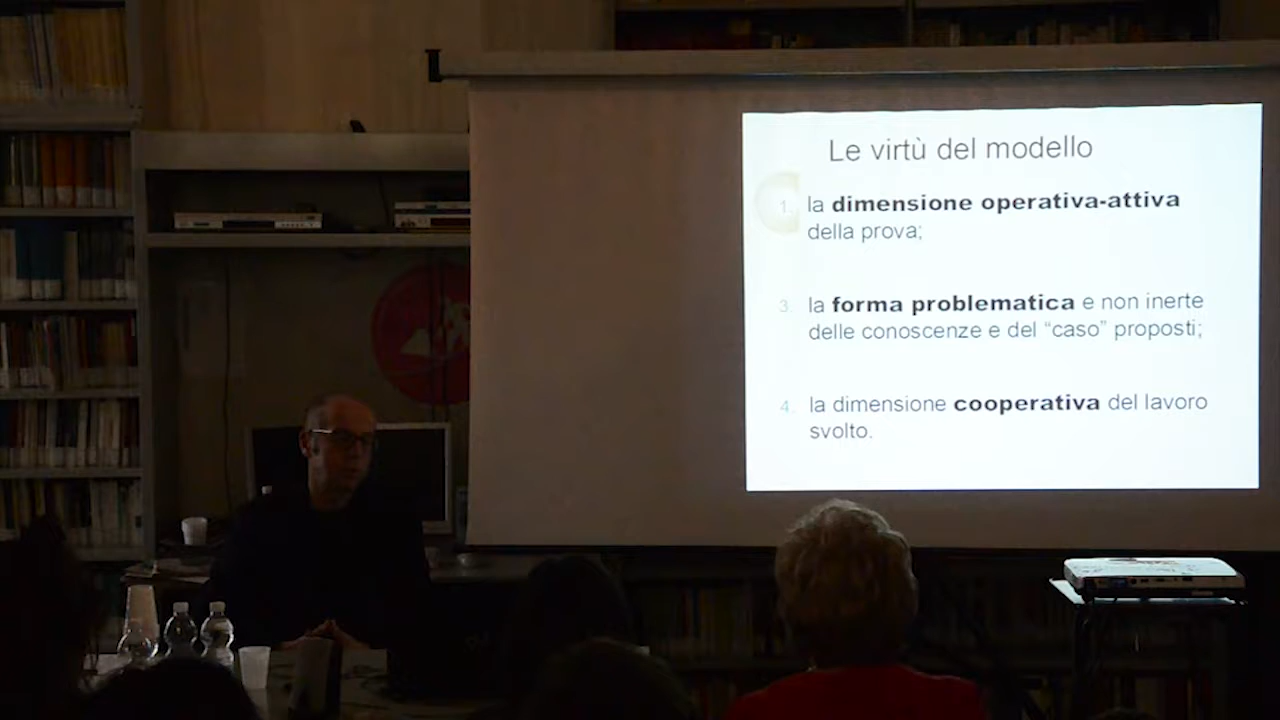 Le virtù del modello
1. la dimensione operativa-attiva
della prova;
3. la forma problematica e non inerte
delle conoscenze e del “caso” proposti;
4. la dimensione cooperativa del lavoro
svolto.